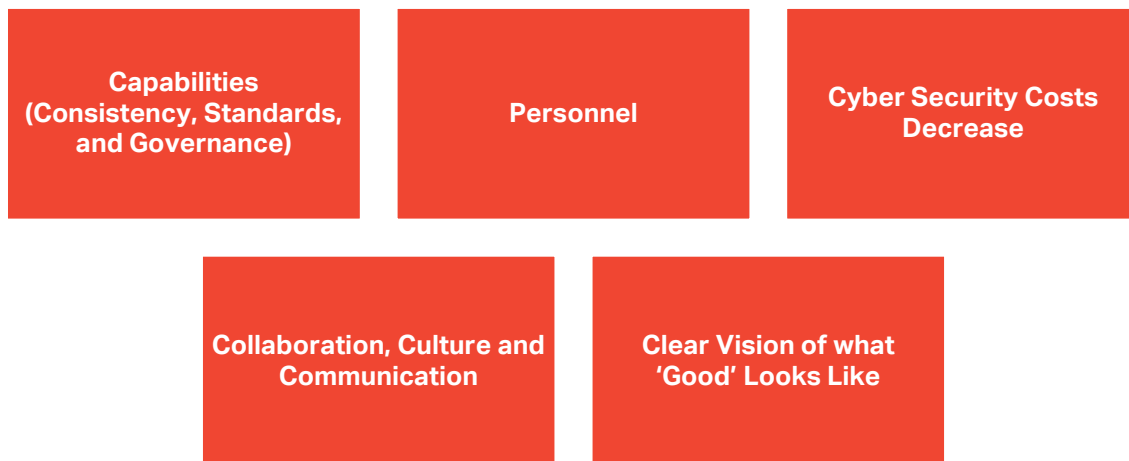 Capabilities
(Consistency, Standards,
and Governance)
Personnel
Cyber Security Costs
Decrease
Collaboration, Culture and
Communication
Clear Vision of what
‘Good’ Looks Like